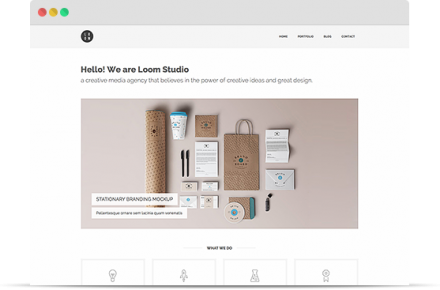 HOME PORTFOLIO BLOG CONTACT
Hello! We are Loom Studio
a creative media agency that believes in the power of creative ideas and great design.
STATIONARY BRANDING MOCKUP
Pellentesque ornare sem lacinia quam venenatis.
WHAT WE DO